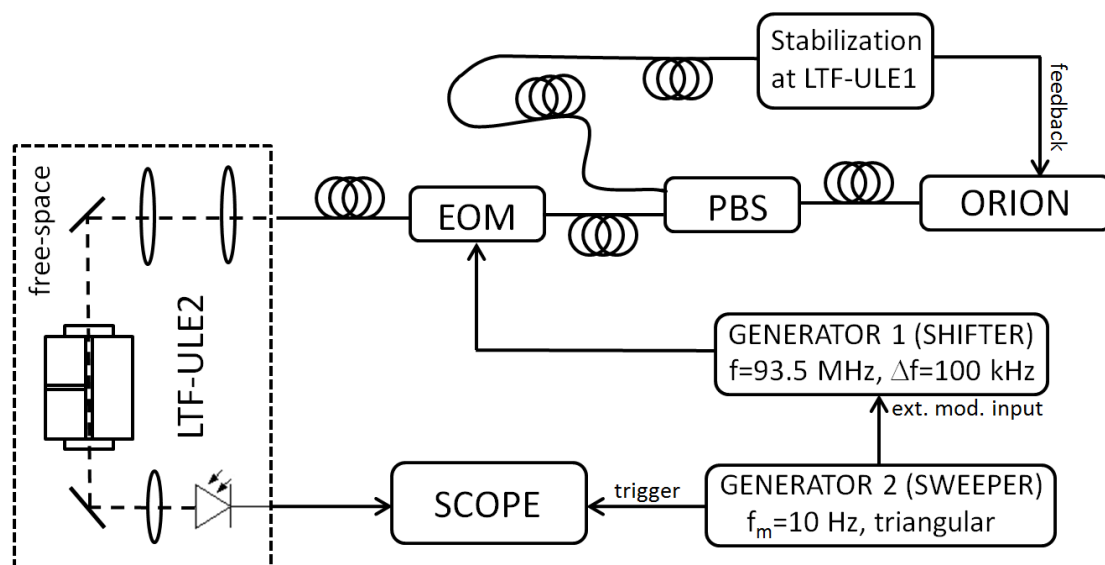 Stabilization
at LTF-ULE1
feedback
free-space
EOM
PBS
ORION
LTF-ULE2
GENERATOR 1 (SHIFTER)
f=93.5 MHz, Δf=100 kHz
ext. mod. input
SCOPE
trigger
GENERATOR 2 (SWEEPER)
fₘ=10 Hz, triangular